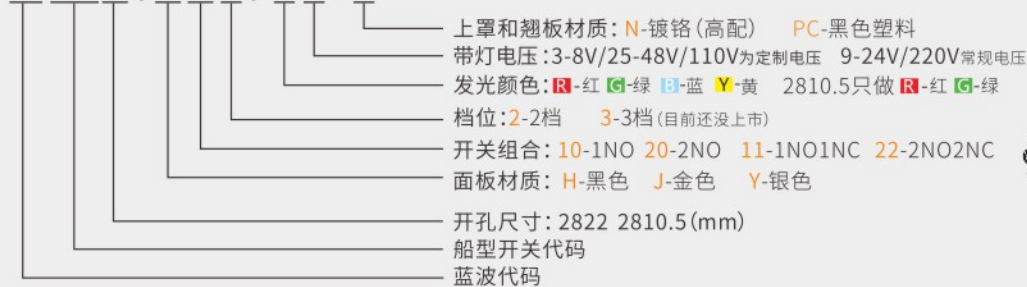 上罩和翘板材质：N-镀铬（高配） PC-黑色塑料
带灯电压：3-8V/25-48V/110V为定制电压 9-24V/220V常规电压
发光颜色：R-红 G-绿 B-蓝 Y-黄 2810.5只做 R-红 G-绿
档位：2-2档 3-3档（目前还没上市）
开关组合：10-1NO 20-2NO 11-1NO1NC 22-2NO2NC
面板材质：H-黑色 J-金色 Y-银色
开孔尺寸：2822 2810.5（mm）
船型开关代码
蓝波代码